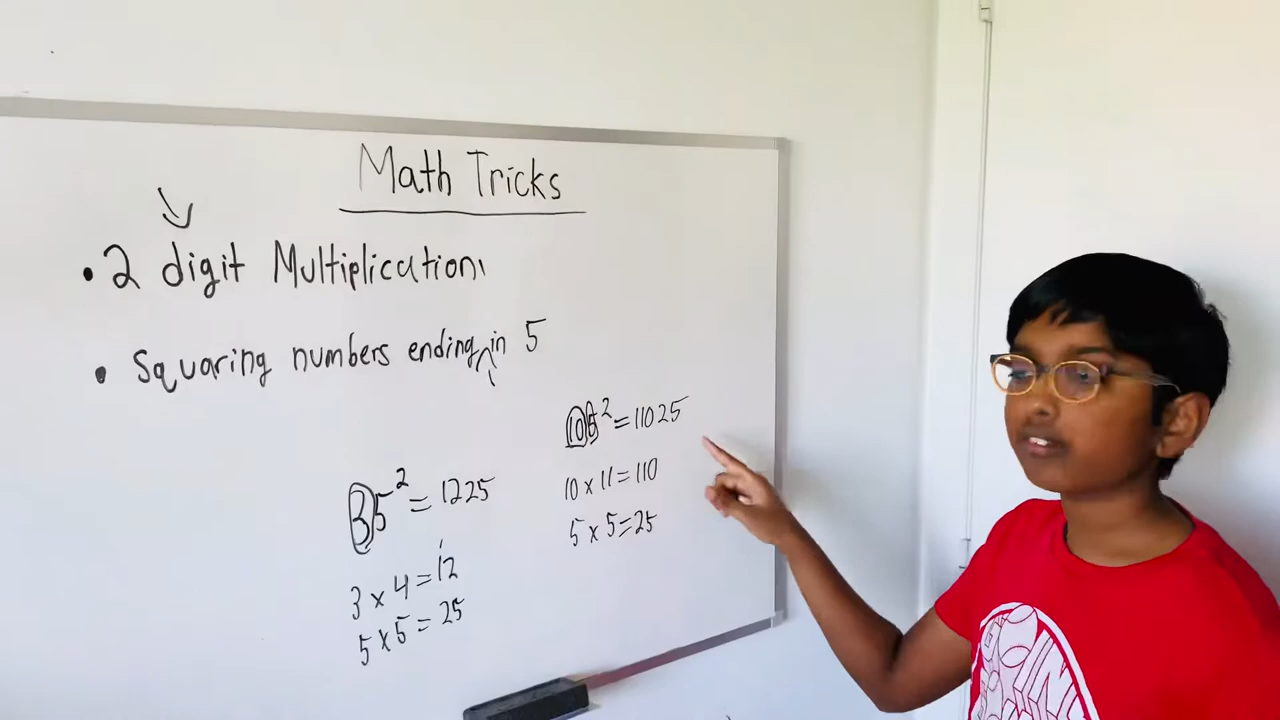 Math Tricks
• 2 digit Multiplication
• Squaring numbers ending in 5
35² = 1225
3 x 4 = 12
5 x 5 = 25
105² = 11025
10 x 11 = 110
5 x 5 = 25